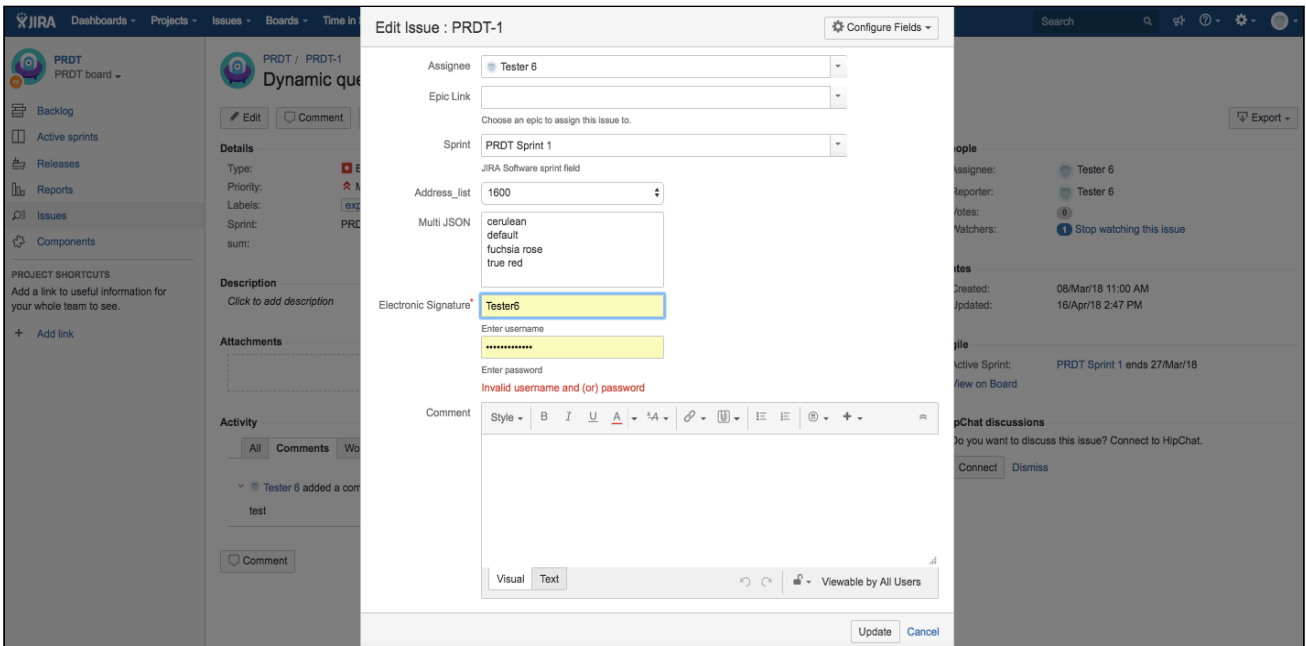 JIRA Dashboards Projects Issues Boards Time in Search
PRDT
PRDT board
Backlog
Active sprints
Releases
Reports
Issues
Components
PROJECT SHORTCUTS
Add a link to useful information for
your whole team to see.
+ Add link
PRDT / PRDT-1
Dynamic que
Edit Comment
Details
Type:
Priority:
Labels: exp
Sprint: PRD
sum:
Description
Click to add description
Attachments
Activity
All Comments Wo
Tester 6 added a com
test
Comment
Edit Issue : PRDT-1
Configure Fields
Assignee Tester 6
Epic Link
Choose an epic to assign this issue to.
Sprint PRDT Sprint 1
JIRA Software sprint field
Address_list 1600
Multi JSON cerulean
default
fuchsia rose
true red
Electronic Signature* Tester6
Enter username
•••••••••••••
Enter password
Invalid username and (or) password
Comment Style B I U A
Visual Text Viewable by All Users
Update Cancel
Export
ople
Assignee: Tester 6
Reporter: Tester 6
Votes: 0
Watchers: 1 Stop watching this issue
ates
Created: 08/Mar/18 11:00 AM
Updated: 16/Apr/18 2:47 PM
gile
Active Sprint: PRDT Sprint 1 ends 27/Mar/18
View on Board
ipChat discussions
Do you want to discuss this issue? Connect to HipChat.
Connect Dismiss